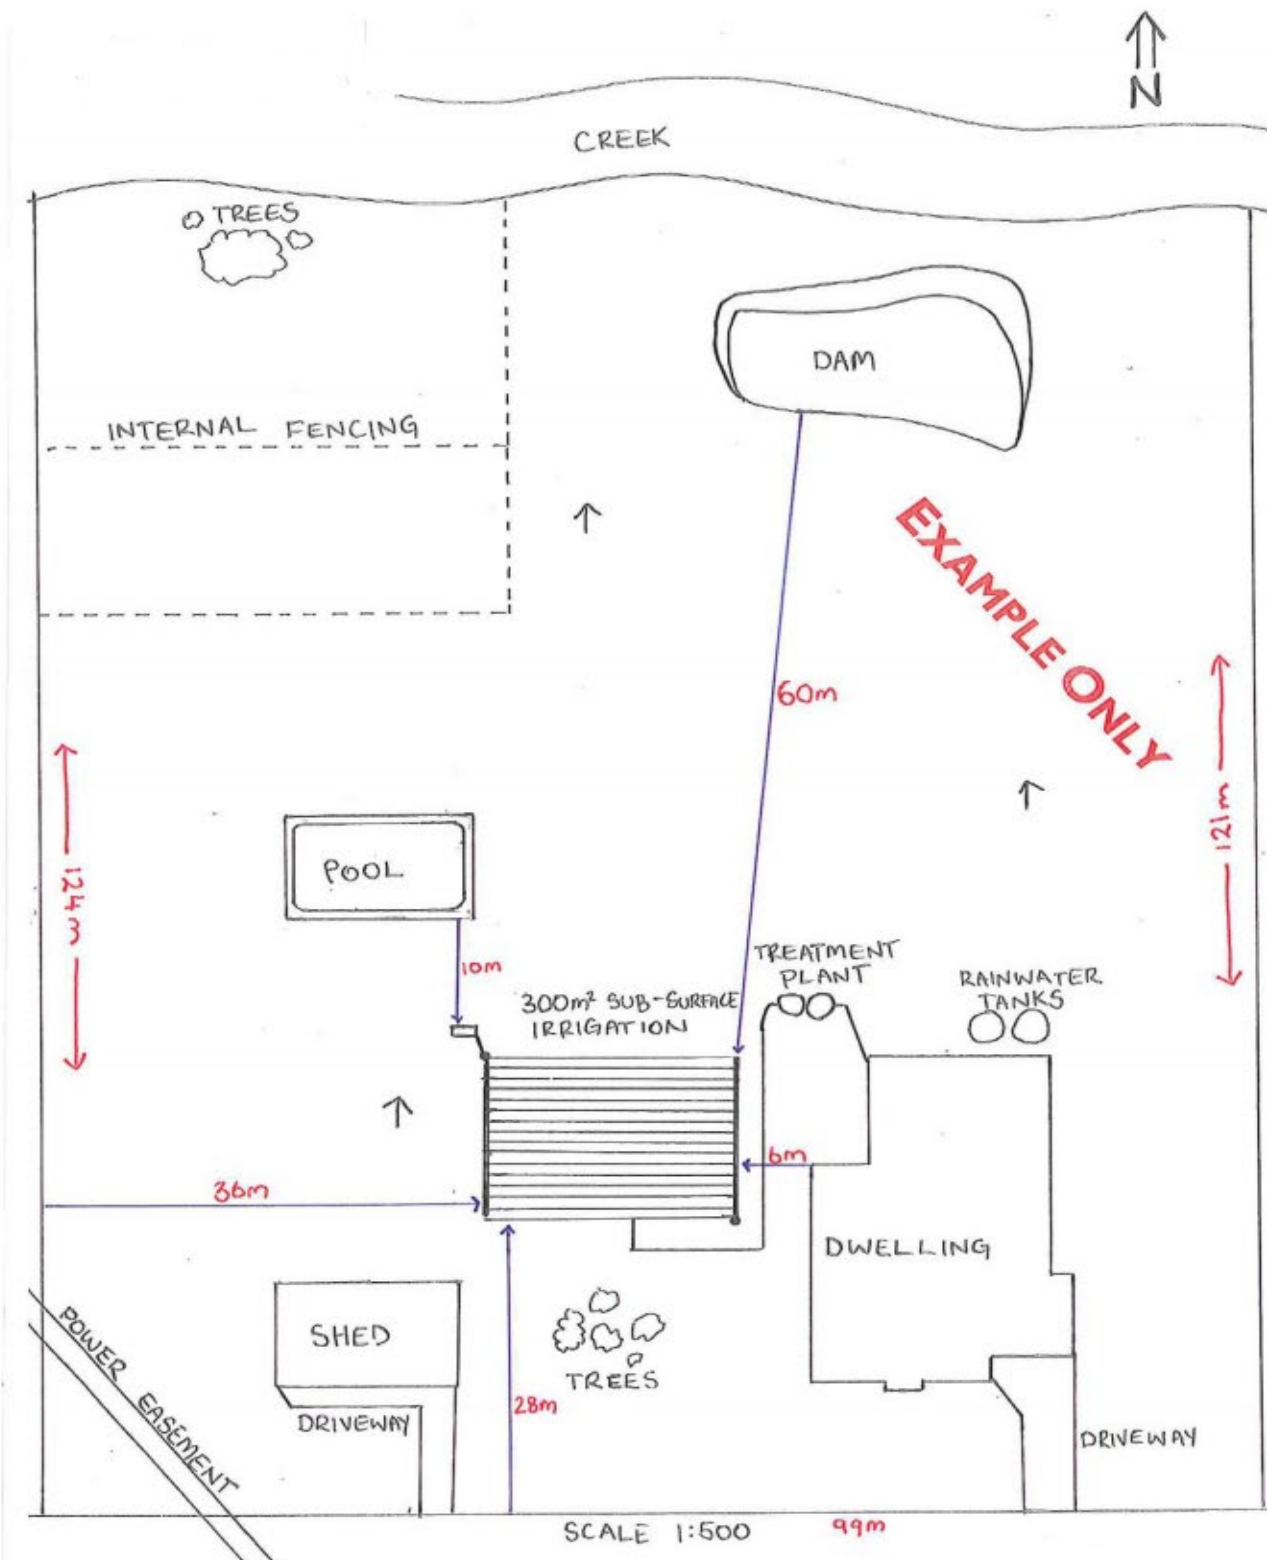 N
CREEK
TREES
DAM
INTERNAL FENCING
EXAMPLE ONLY
60m
121m
124m
POOL
10m
TREATMENT
PLANT
RAINWATER
TANKS
300m² SUB-SURFACE
IRRIGATION
6m
36m
DWELLING
POWER EASEMENT
SHED
TREES
28m
DRIVEWAY
DRIVEWAY
SCALE 1:500
99m